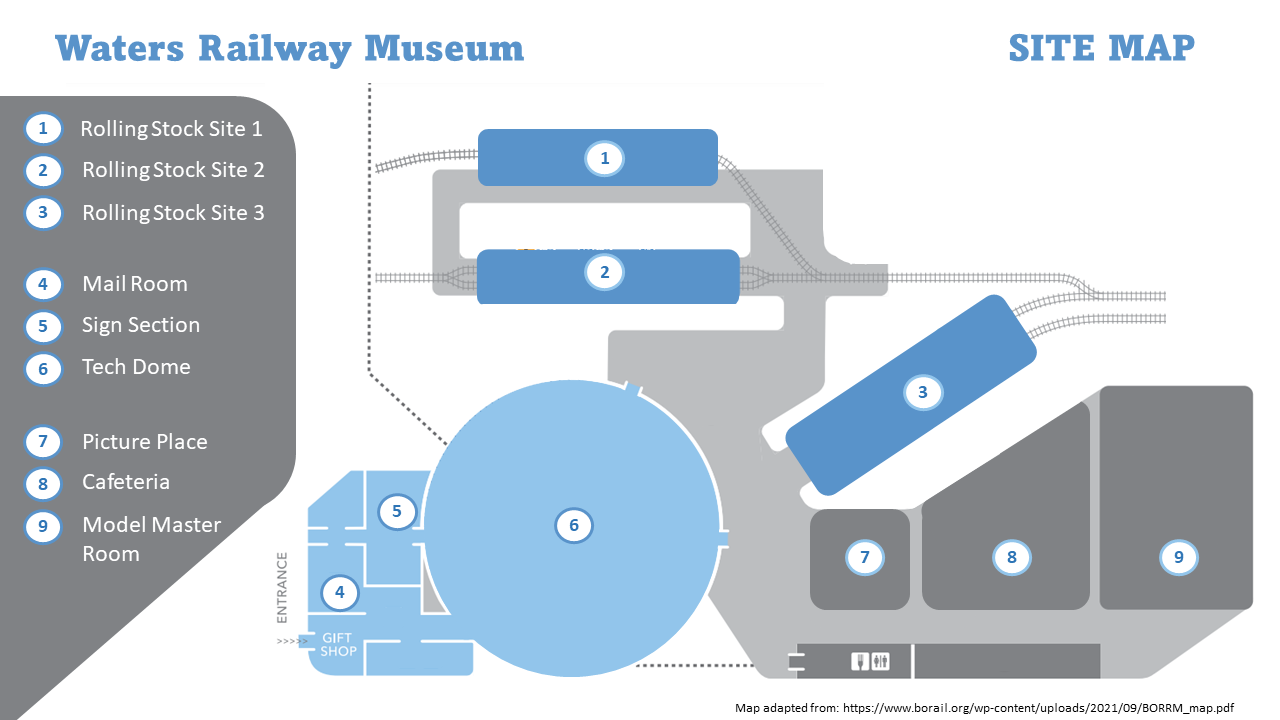 Waters Railway Museum
SITE MAP
1 Rolling Stock Site 1
2 Rolling Stock Site 2
3 Rolling Stock Site 3
4 Mail Room
5 Sign Section
6 Tech Dome
7 Picture Place
8 Cafeteria
9 Model Master
Room
1
2
3
5
6
4
7
8
9
ENTRANCE
>>>>>
GIFT
SHOP
Map adapted from: https://www.borail.org/wp-content/uploads/2021/09/BORRM_map.pdf